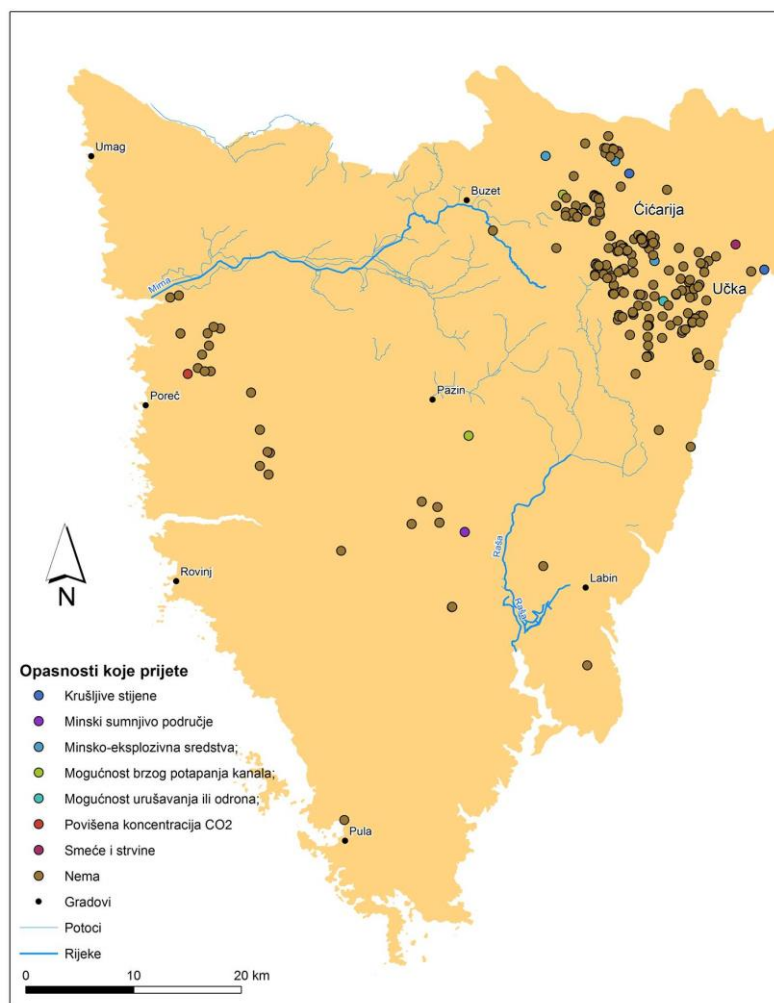 Umag
Buzet
Ćićarija
Učka
Mirna
Poreč
Pazin
Raša
Rovinj
Labin
Raša
N
Opasnosti koje prijete
Krušljive stijene
Minski sumnjivo područje
Minsko-eksplozivna sredstva;
Mogućnost brzog potapanja kanala;
Mogućnost urušavanja ili odrona;
Povišena koncentracija CO2
Smeće i strvine
Nema
Gradovi
Potoci
Rijeke
Pula
0 10 20 km